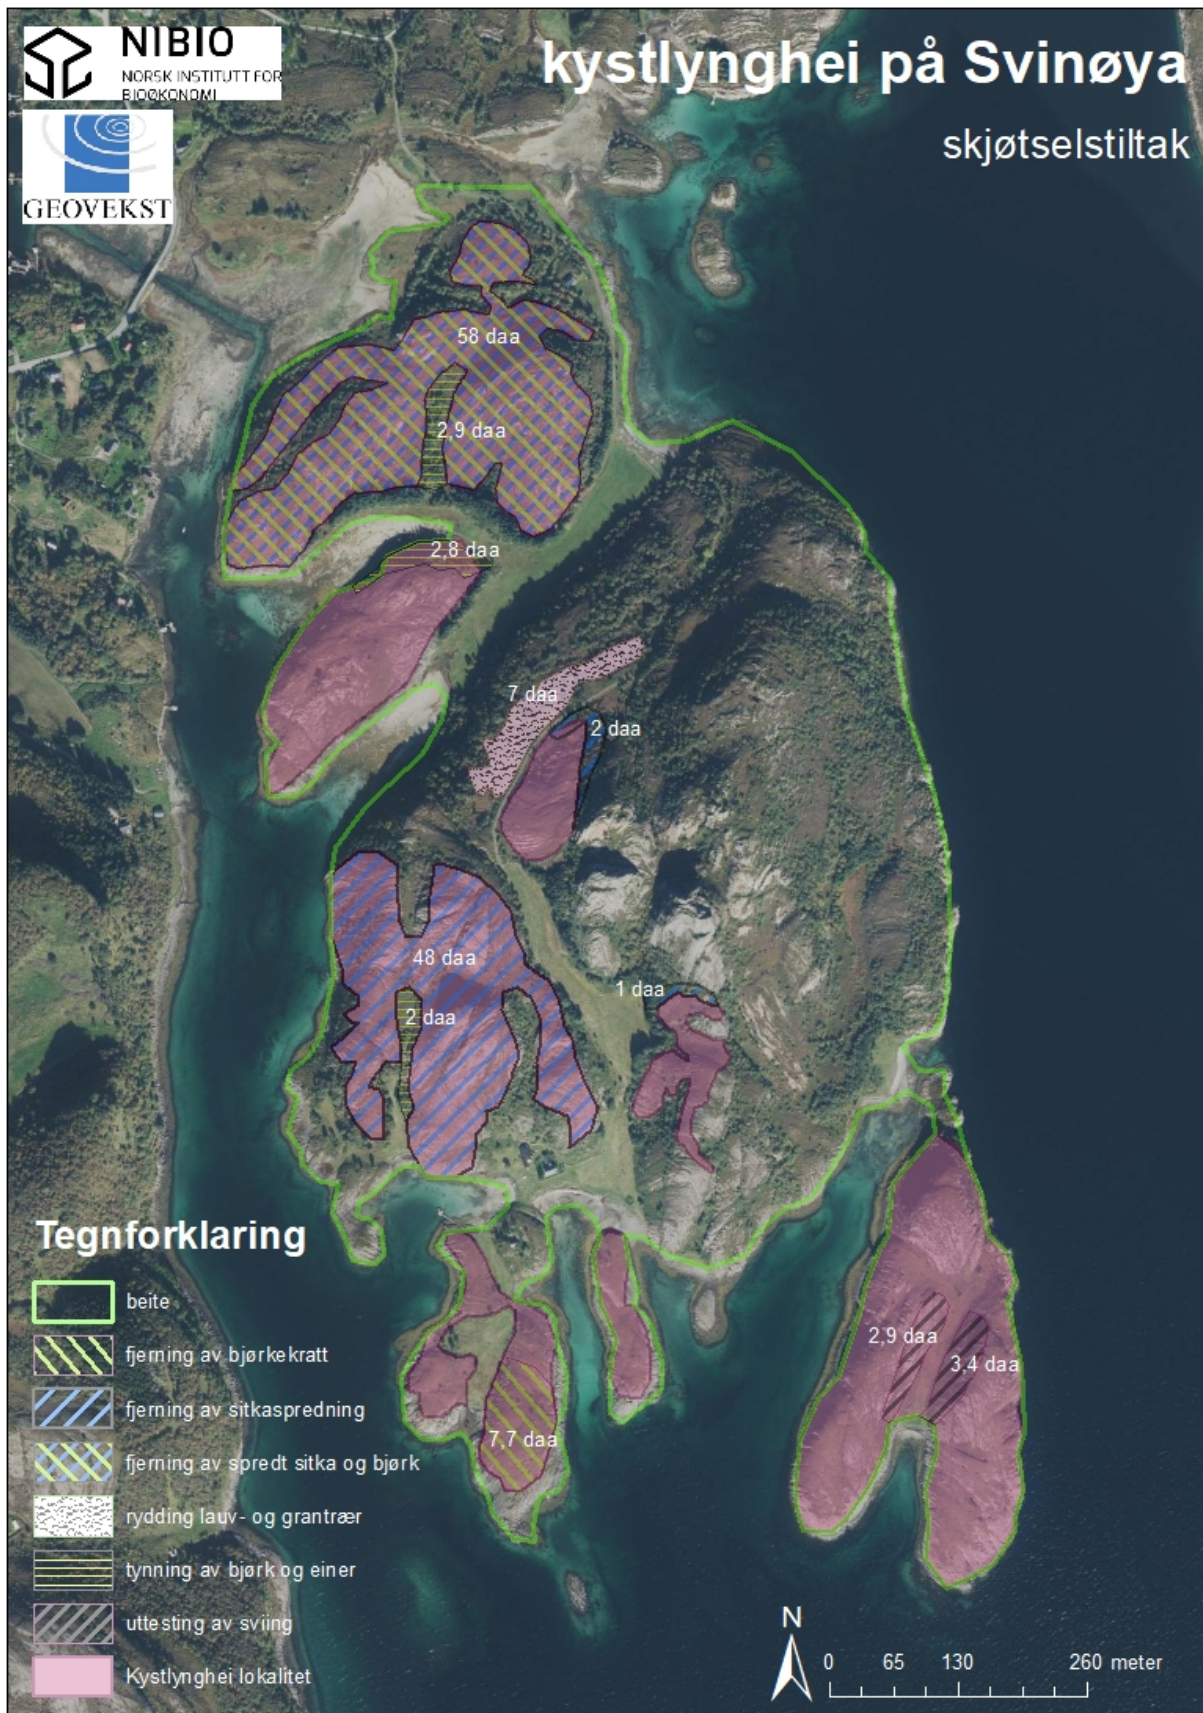 NIBIO
NORSK INSTITUTT FOR
BIOØKONOMI
GEOVEKST
kystlynghei på Svinøya
skjøtselstiltak
58 daa
2,9 daa
2,8 daa
7 daa
2 daa
48 daa
1 daa
2 daa
2,9 daa
3,4 daa
7,7 daa
Tegnforklaring
beite
fjerning av bjørkekratt
fjerning av sitkaspredning
fjerning av spredt sitka og bjørk
rydding lauv- og grantrær
tynning av bjørk og einer
uttesting av sviing
Kystlynghei lokalitet
N
0 65 130 260 meter